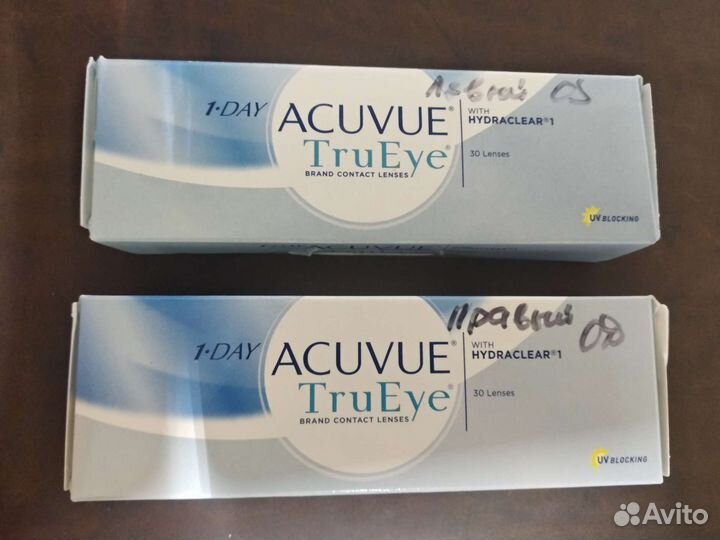 Левый OS
1·DAY ACUVUE®
TruEye®
BRAND CONTACT LENSES
WITH
HYDRACLEAR®1
30 Lenses
UV BLOCKING
ACUVUE
Правый OD
1·DAY ACUVUE®
TruEye®
BRAND CONTACT LENSES
WITH
HYDRACLEAR®1
30 Lenses
UV BLOCKING
Avito